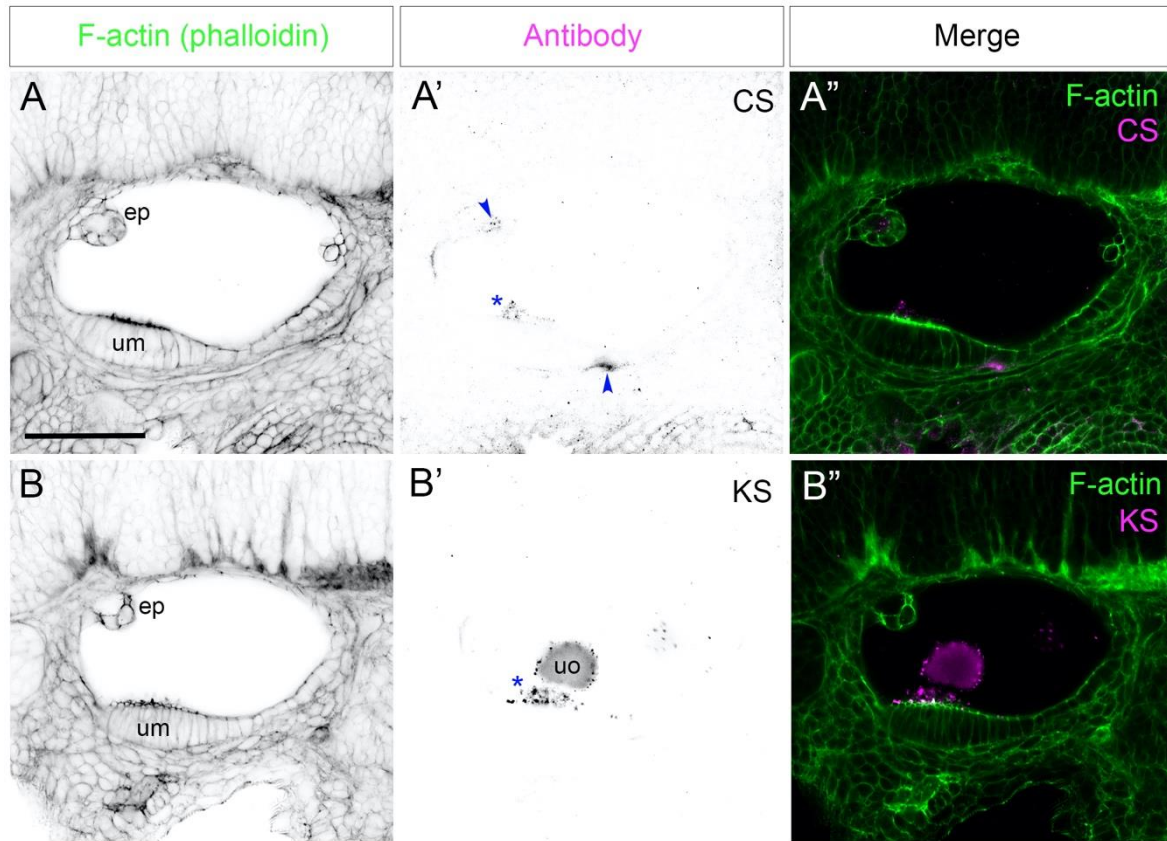 F-actin (phalloidin)
Antibody
Merge
A
ep
um
A'
CS
*
A”
F-actin
CS
B
ep
um
B'
KS
uo
*
B”
F-actin
KS